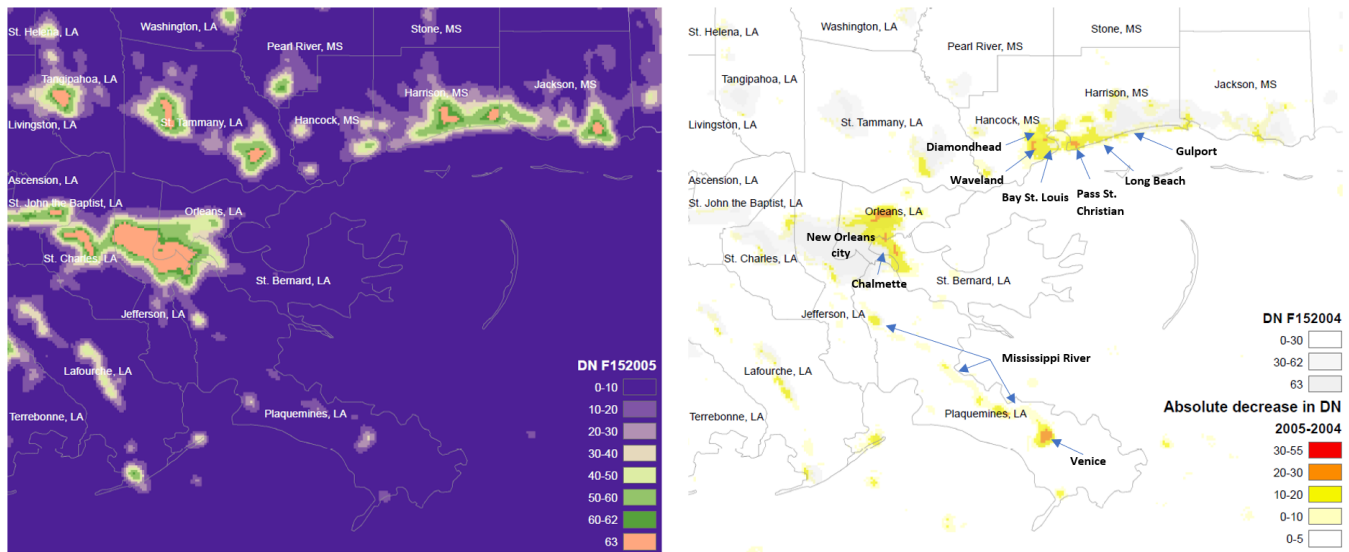 Washington, LA
St. Helena, LA
Stone, MS
Pearl River, MS
Tangipahoa, LA
Jackson, MS
Harrison, MS
Livingston, LA
St. Tammany, LA
Hancock, MS
Ascension, LA
St. John the Baptist, LA
Orleans, LA
St. Charles, LA
St. Bernard, LA
Jefferson, LA
Lafourche, LA
Terrebonne, LA
Plaquemines, LA
DN F152005
0-10
10-20
20-30
30-40
40-50
50-60
60-62
63
Washington, LA
St. Helena, LA
Stone, MS
Pearl River, MS
Tangipahoa, LA
Jackson, MS
Harrison, MS
Livingston, LA
St. Tammany, LA
Hancock, MS
Diamondhead
Gulport
Waveland
Long Beach
Bay St. Louis
Pass St.
Christian
Ascension, LA
St. John the Baptist, LA
Orleans, LA
New Orleans
city
St. Charles, LA
Chalmette
St. Bernard, LA
Jefferson, LA
Mississippi River
Lafourche, LA
Terrebonne, LA
Plaquemines, LA
Venice
DN F152004
0-30
30-62
63
Absolute decrease in DN
2005-2004
30-55
20-30
10-20
0-10
0-5